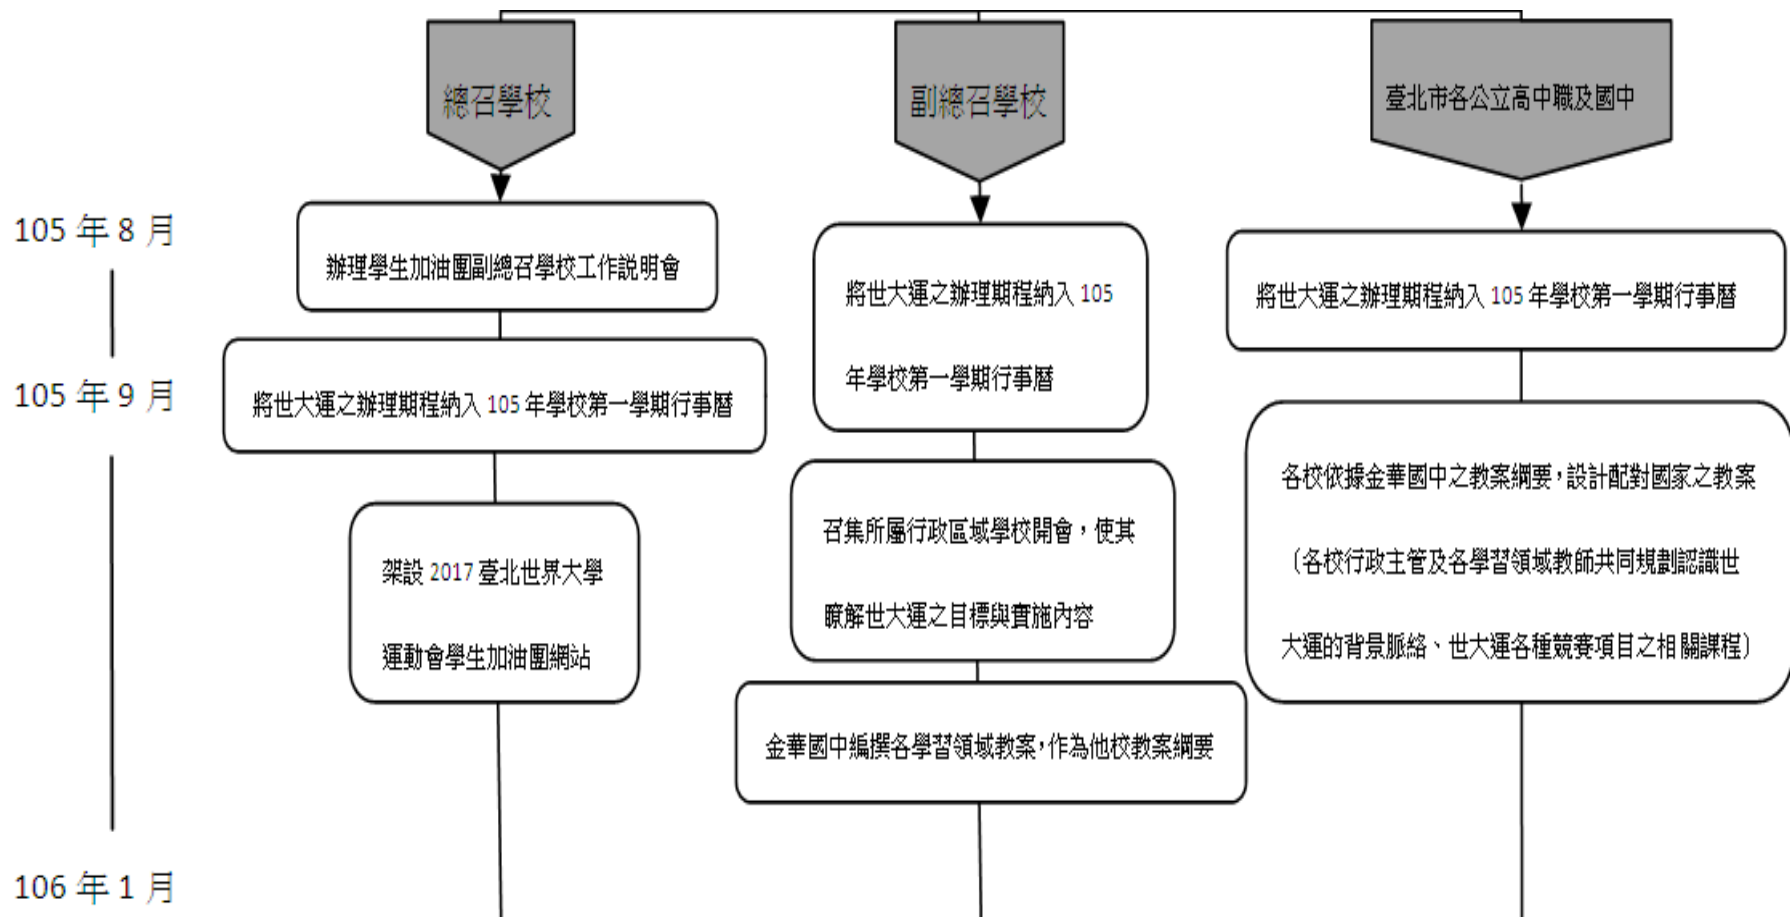 總召學校
副總召學校
臺北市各公立高中職及國中
105 年 8 月
105 年 9 月
106 年 1 月
辦理學生加油團副總召學校工作說明會
將世大運之辦理期程納入 105 年學校第一學期行事曆
架設 2017 臺北世界大學
運動會學生加油團網站
將世大運之辦理期程納入 105
年學校第一學期行事曆
召集所屬行政區域學校開會，使其
瞭解世大運之目標與實施內容
金華國中編撰各學習領域教案，作為他校教案綱要
將世大運之辦理期程納入 105 年學校第一學期行事曆
各校依據金華國中之教案綱要，設計配對國家之教案
（各校行政主管及各學習領域教師共同規劃認識世
大運的背景脈絡、世大運各種競賽項目之相關課程）